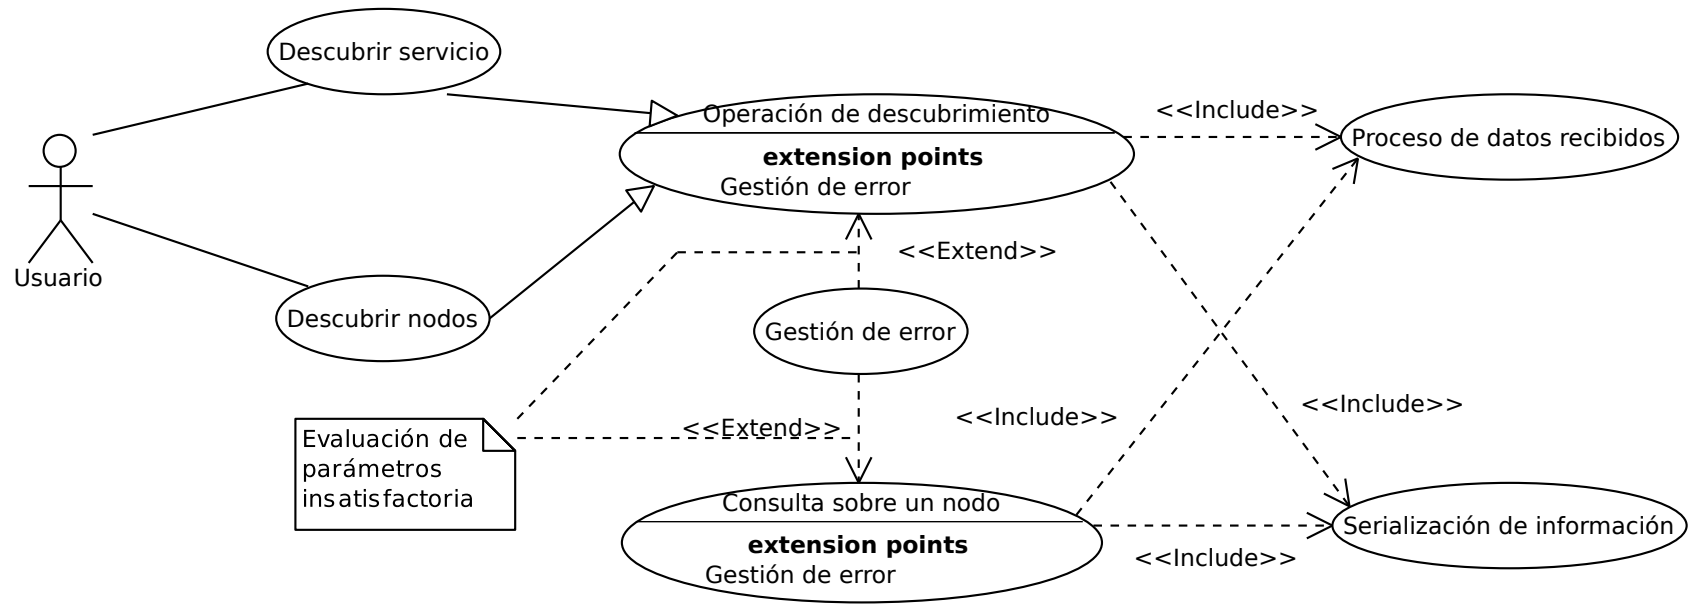 Descubrir servicio
Operación de descubrimiento
extension points
Gestión de error
<<Include>>
Proceso de datos recibidos
Usuario
<<Extend>>
Descubrir nodos
Gestión de error
<<Include>>
<<Include>>
<<Extend>>
Evaluación de
parámetros
insatisfactoria
Consulta sobre un nodo
extension points
Gestión de error
Serialización de información
<<Include>>